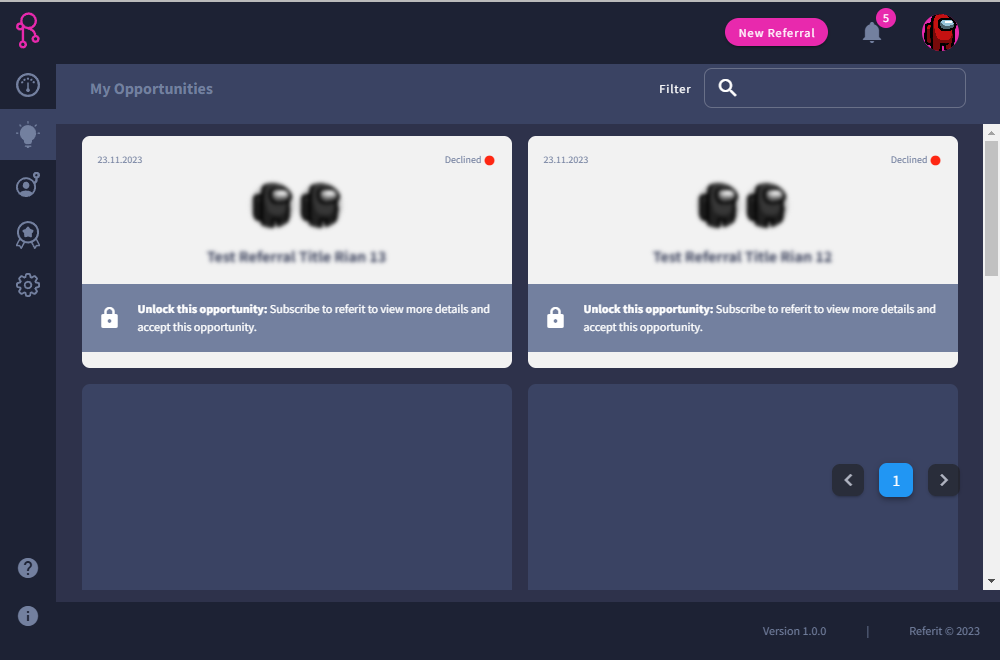 New Referral
5
My Opportunities
Filter
23.11.2023
Declined
Test Referral Title Rian 13
Unlock this opportunity: Subscribe to referit to view more details and
accept this opportunity.
23.11.2023
Declined
Test Referral Title Rian 12
Unlock this opportunity: Subscribe to referit to view more details and
accept this opportunity.
1
Version 1.0.0
|
Referit © 2023